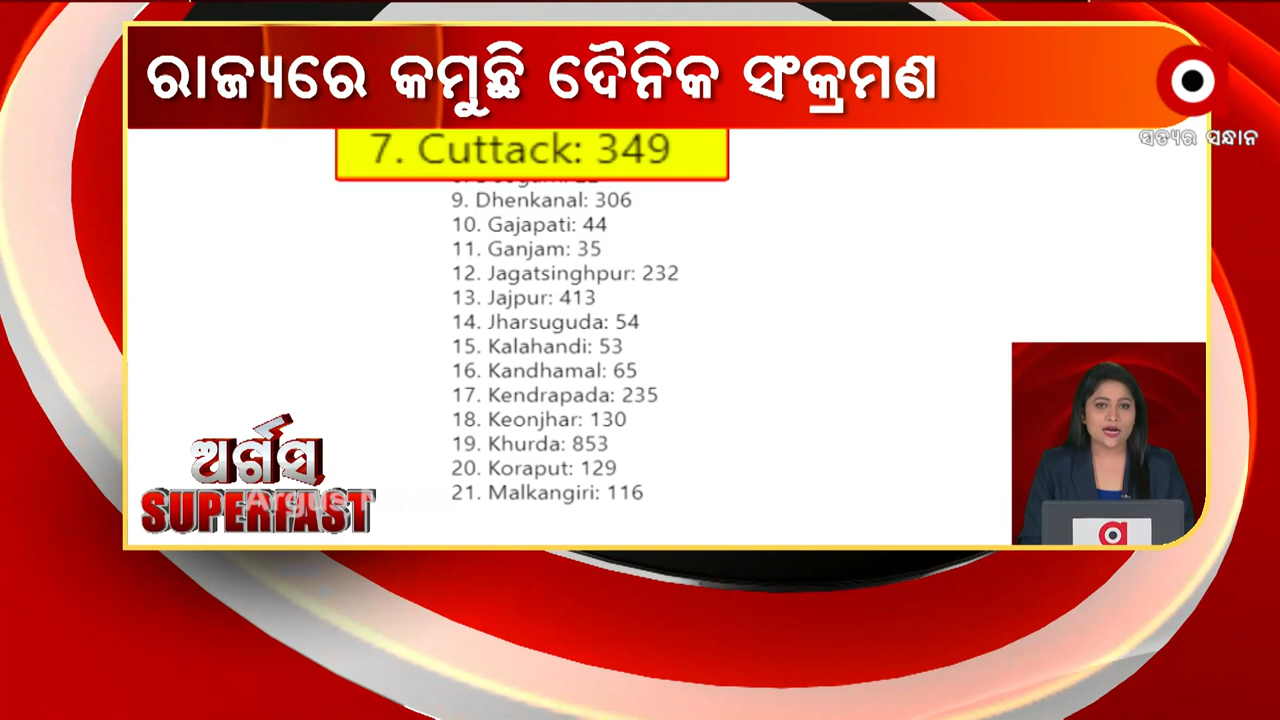 ରାଜ୍ୟରେ କମୁଛି ଦୈନିକ ସଂକ୍ରମଣ
ସତ୍ୟର ସନ୍ଧାନ
7. Cuttack: 349
9. Dhenkanal: 306
10. Gajapati: 44
11. Ganjam: 35
12. Jagatsinghpur: 232
13. Jajpur: 413
14. Jharsuguda: 54
15. Kalahandi: 53
16. Kandhamal: 65
17. Kendrapada: 235
18. Keonjhar: 130
19. Khurda: 853
20. Koraput: 129
21. Malkangiri: 116
ଅର୍ଗସ୍
SUPERFAST
Argus